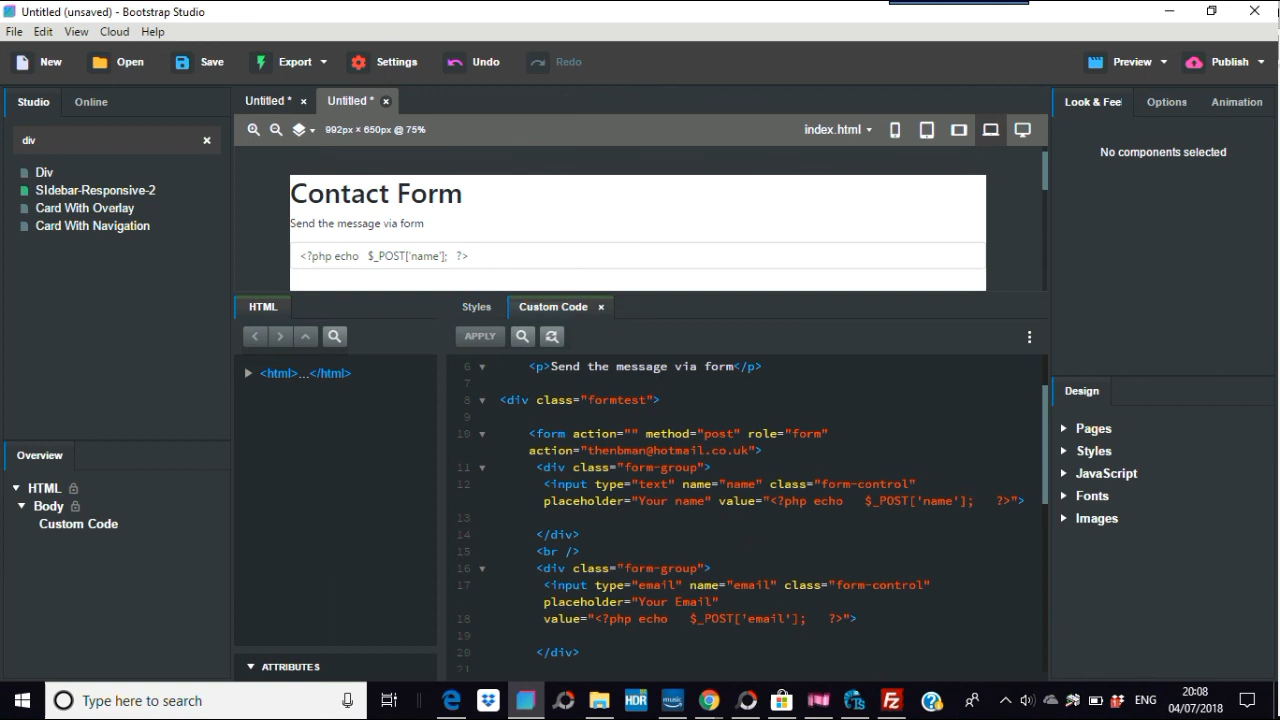 Untitled (unsaved) - Bootstrap Studio
File Edit View Cloud Help
New Open Save Export Settings Undo Redo Preview Publish
Studio Online
Untitled * × Untitled * ×
Look & Feel Options Animation
992px × 650px @ 75% index.html
div ×
No components selected
Div
SIdebar-Responsive-2
Card With Overlay
Card With Navigation
Contact Form
Send the message via form
<?php echo   $_POST['name'];   ?>
HTML
Styles Custom Code ×
APPLY
<html>...</html>
6 <p>Send the message via form</p>
7
8 <div class="formtest">
9
10 <form action="" method="post" role="form"
action="thenbman@hotmail.co.uk">
11 <div class="form-group">
12 <input type="text" name="name" class="form-control"
placeholder="Your name" value="<?php echo   $_POST['name'];   ?>">
13
14 </div>
15 <br />
16 <div class="form-group">
17 <input type="email" name="email" class="form-control"
placeholder="Your Email"
18 value="<?php echo   $_POST['email'];   ?>">
19
20 </div>
21
Design
Pages
Styles
JavaScript
Fonts
Images
Overview
HTML
Body
Custom Code
ATTRIBUTES
Type here to search
HDR
music
ENG
20:08
04/07/2018